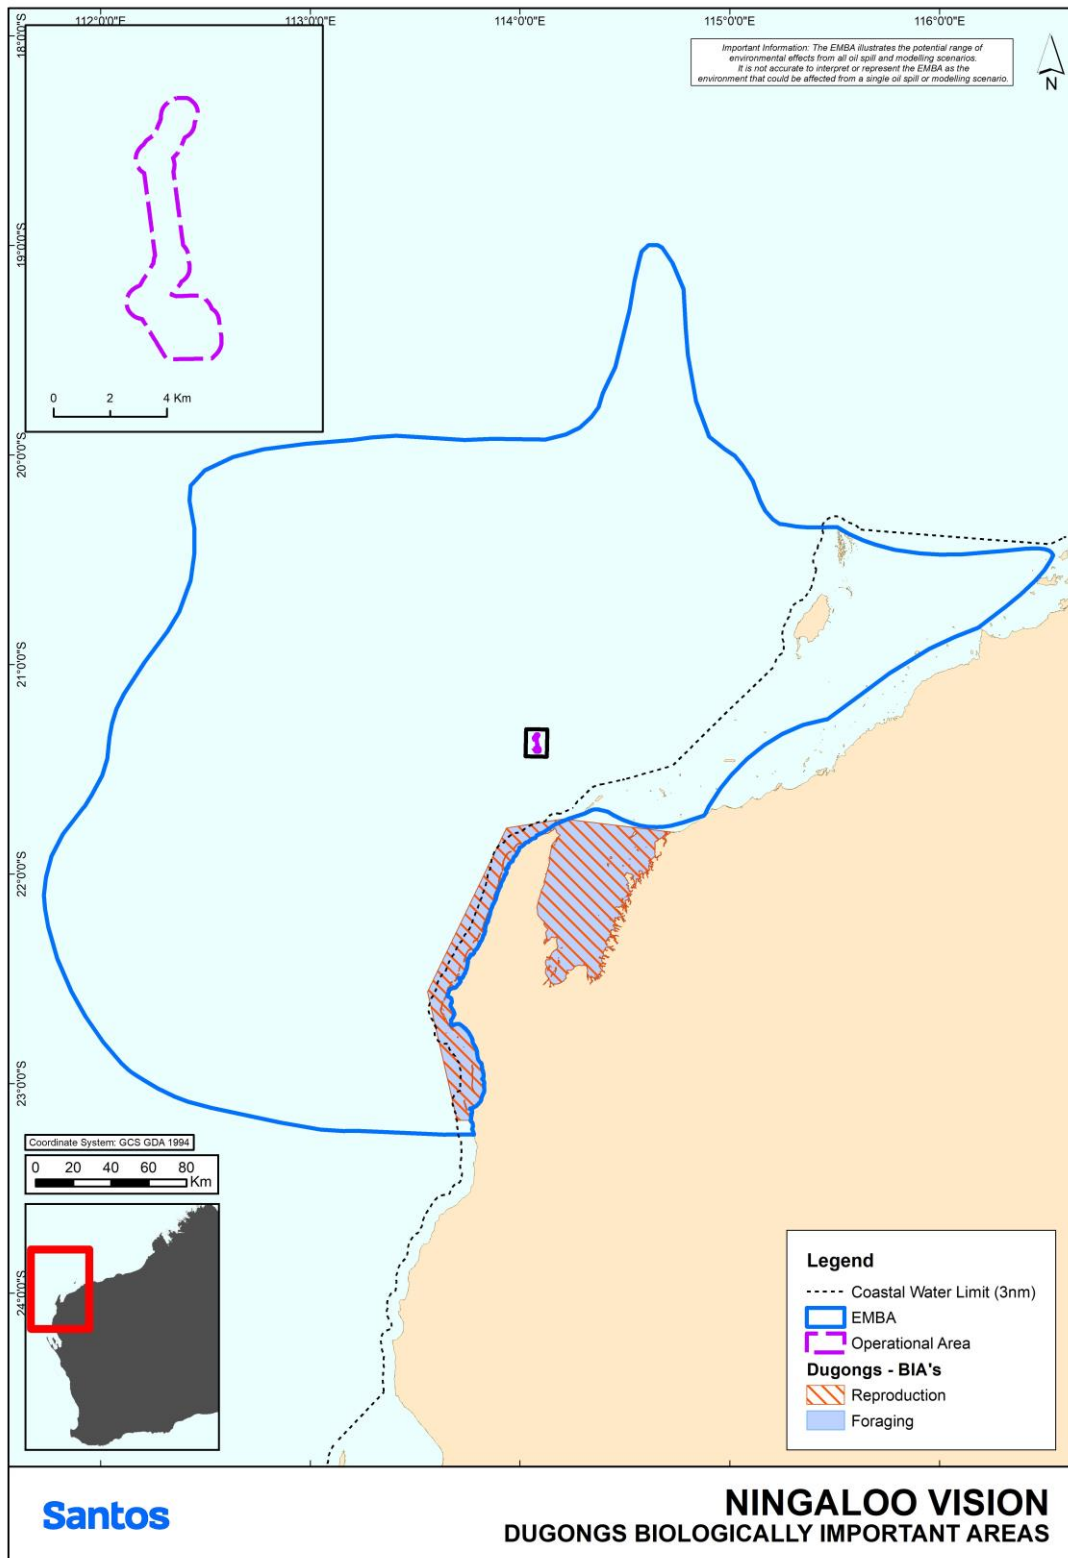 112°0'0"E
113°0'0"E
114°0'0"E
115°0'0"E
116°0'0"E
18°0'0"S
19°0'0"S
20°0'0"S
21°0'0"S
22°0'0"S
23°0'0"S
24°0'0"S
Important Information: The EMBA illustrates the potential range of
environmental effects from all oil spill and modelling scenarios.
It is not accurate to interpret or represent the EMBA as the
environment that could be affected from a single oil spill or modelling scenario.
N
0 2 4 Km
Coordinate System: GCS GDA 1994
0 20 40 60 80
Km
Legend
Coastal Water Limit (3nm)
EMBA
Operational Area
Dugongs - BIA's
Reproduction
Foraging
Santos
NINGALOO VISION
DUGONGS BIOLOGICALLY IMPORTANT AREAS